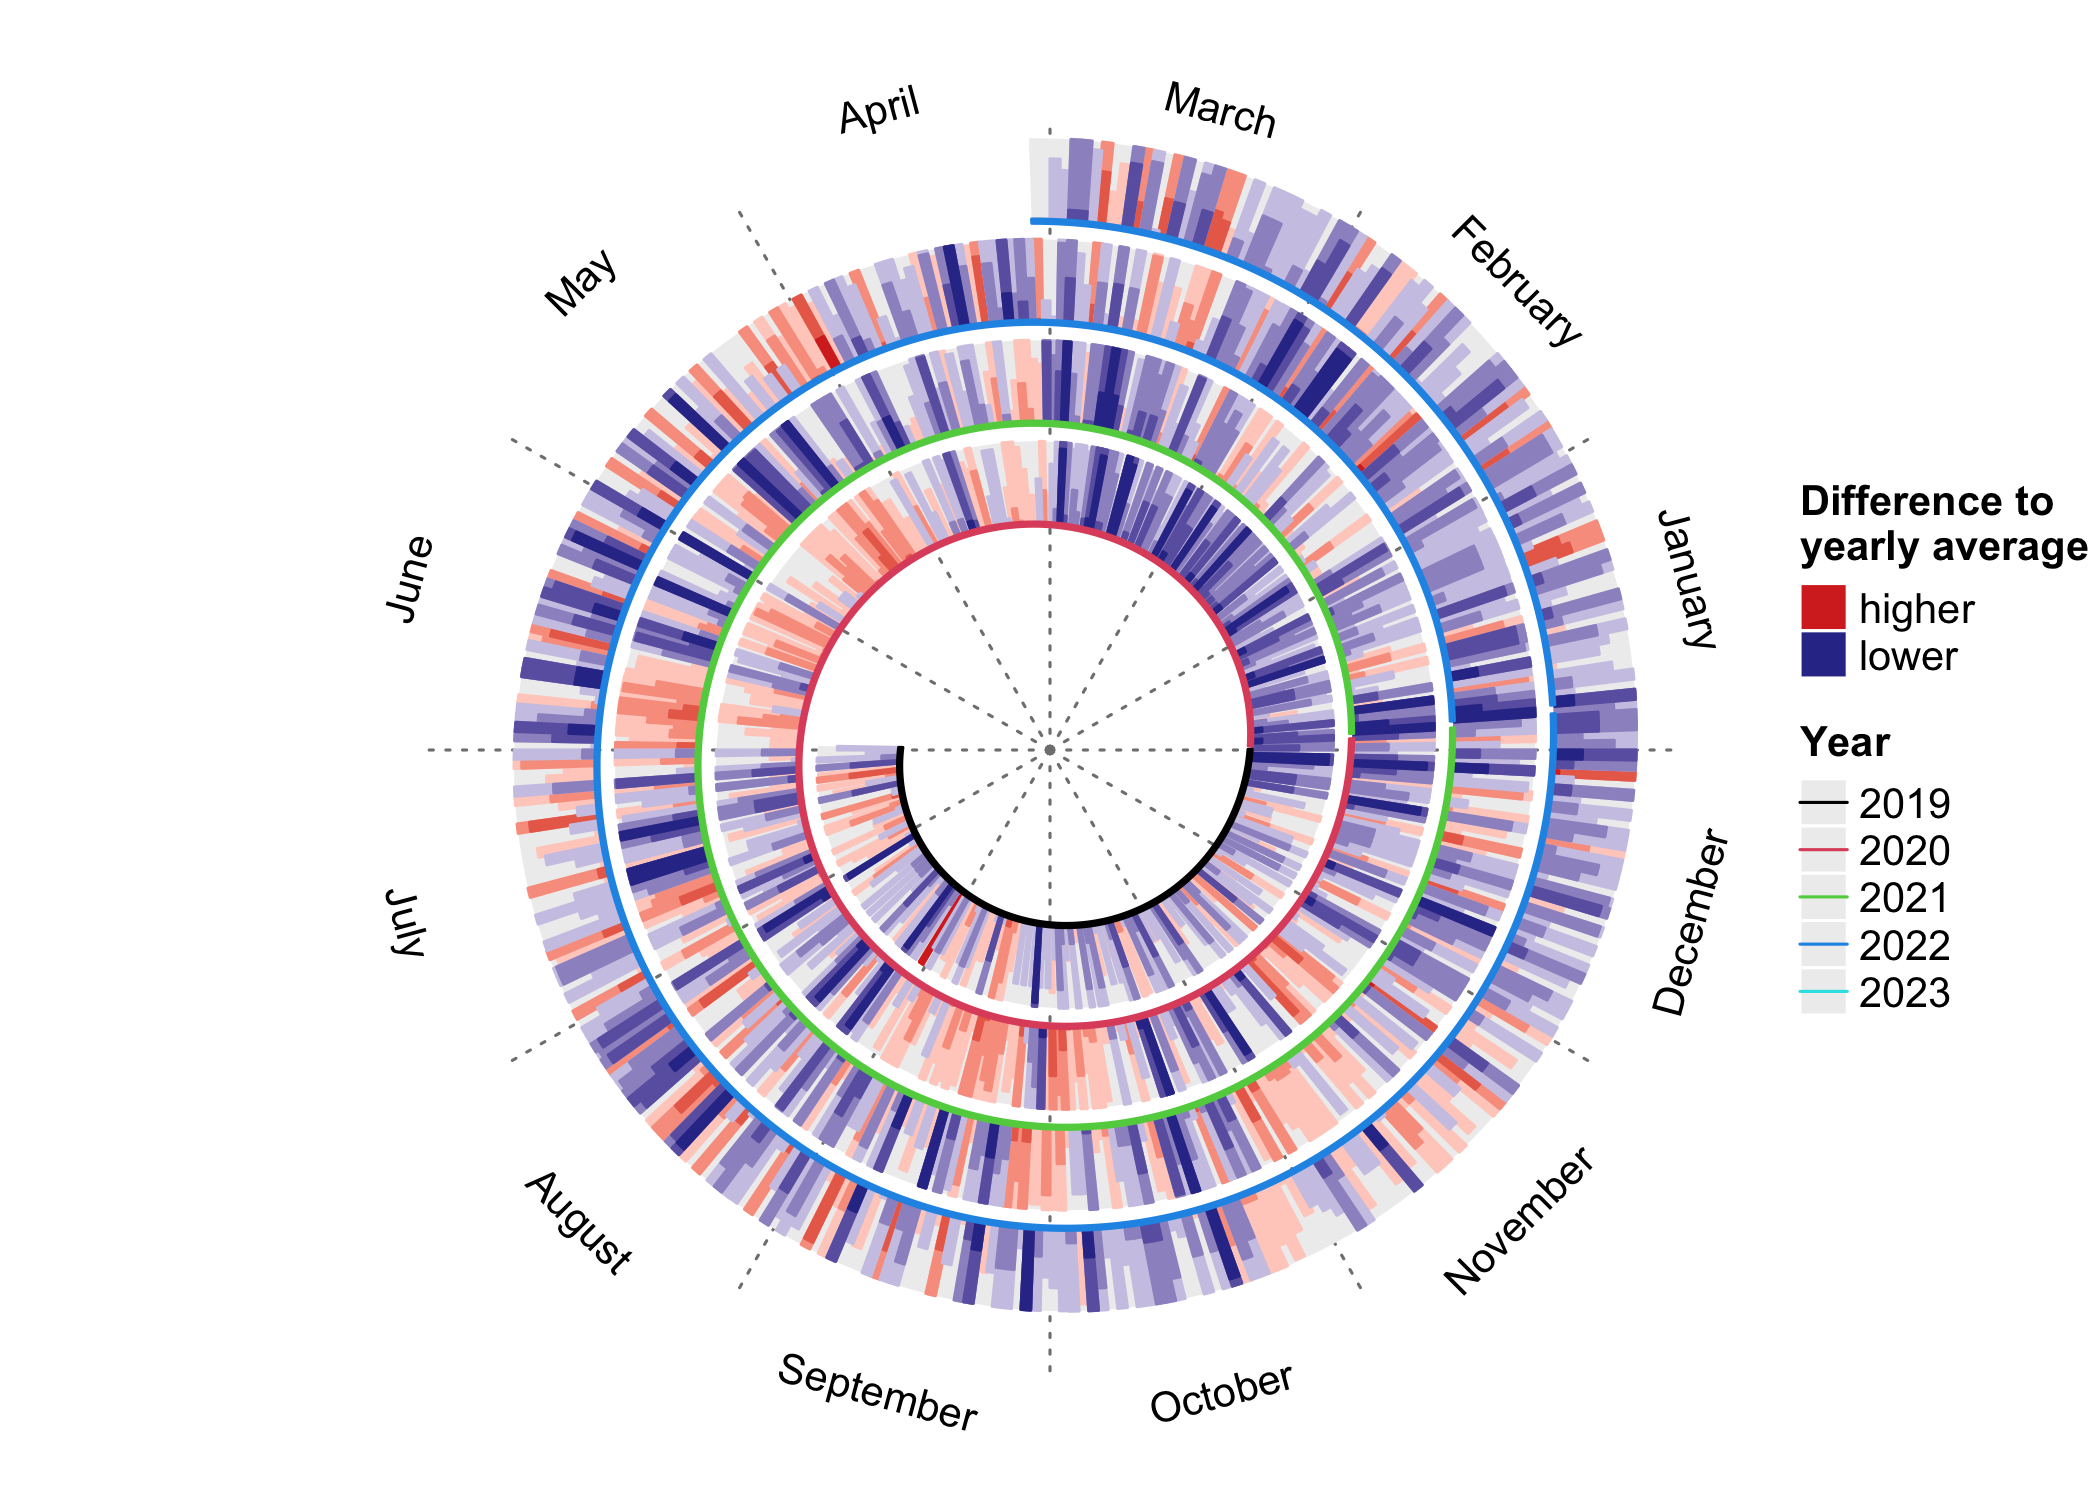 April
March
May
February
June
January
July
December
August
November
September
October
Difference to
yearly average
higher
lower
Year
2019
2020
2021
2022
2023